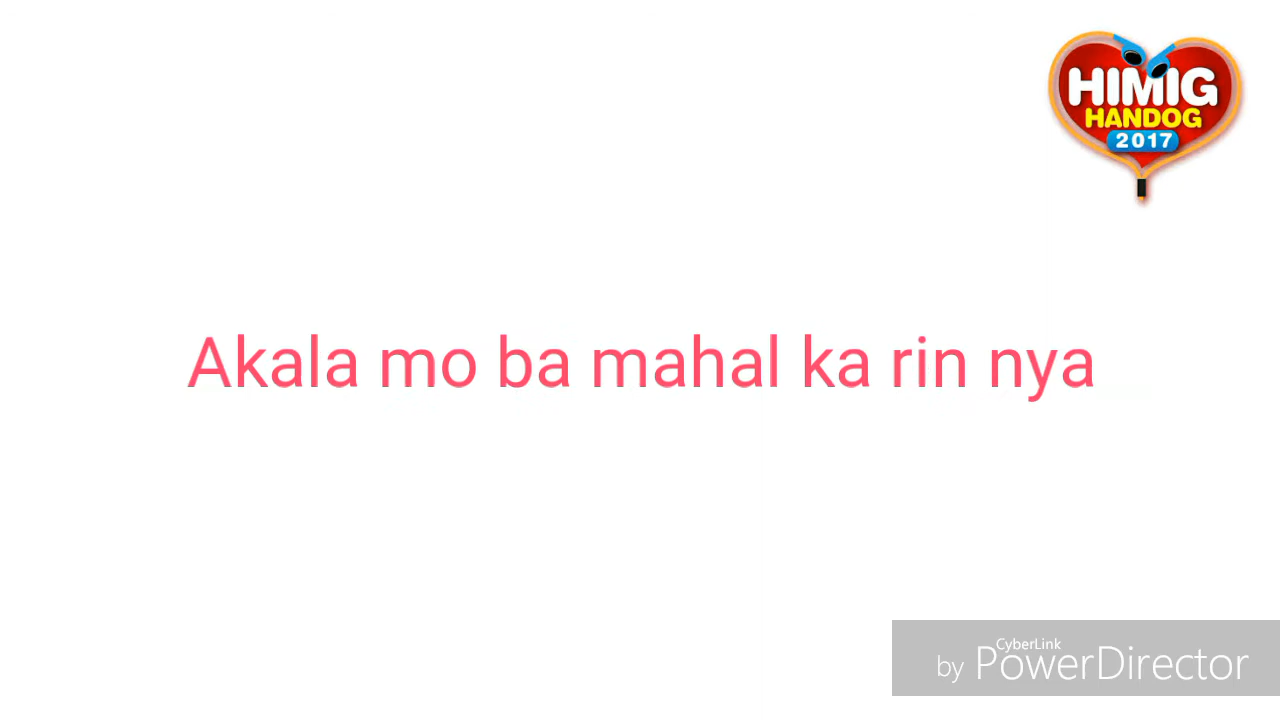 HIMIG
HANDOG
2017
Akala mo ba mahal ka rin nya
CyberLink
by PowerDirector